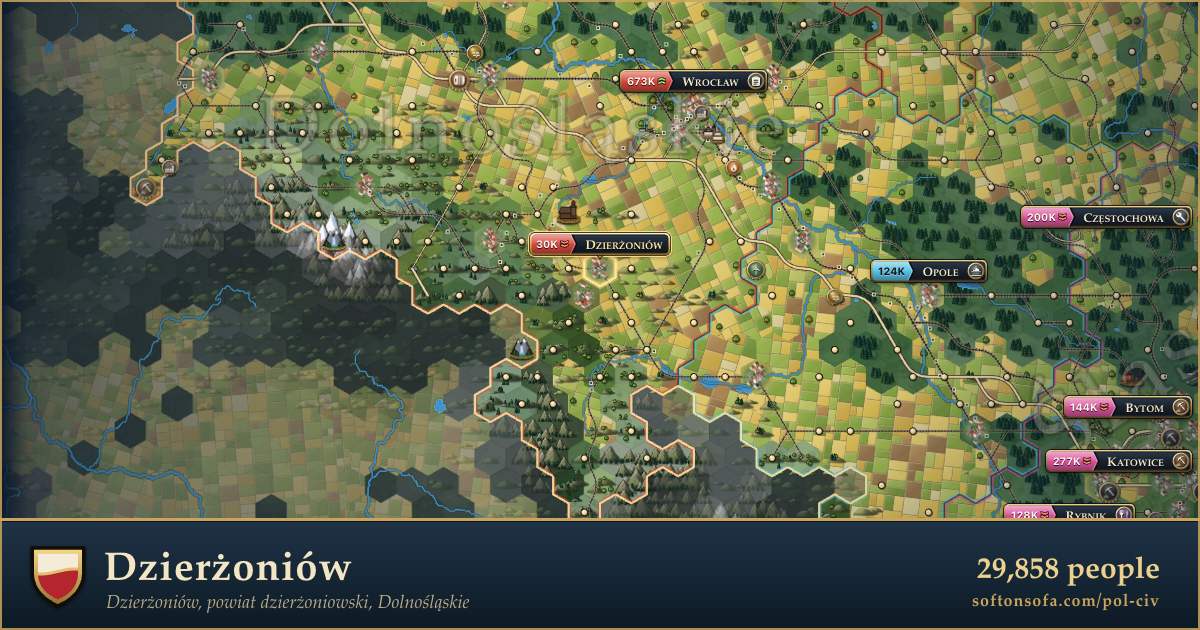 Dolnośląskie
673K WROCŁAW
200K CZĘSTOCHOWA
30K DZIERŻONIÓW
124K OPOLE
144K BYTOM
277K KATOWICE
128K RYBNIK
Dzierżoniów
29,858 people
Dzierżoniów, powiat dzierżoniowski, Dolnośląskie
softonsofa.com/pol-civ